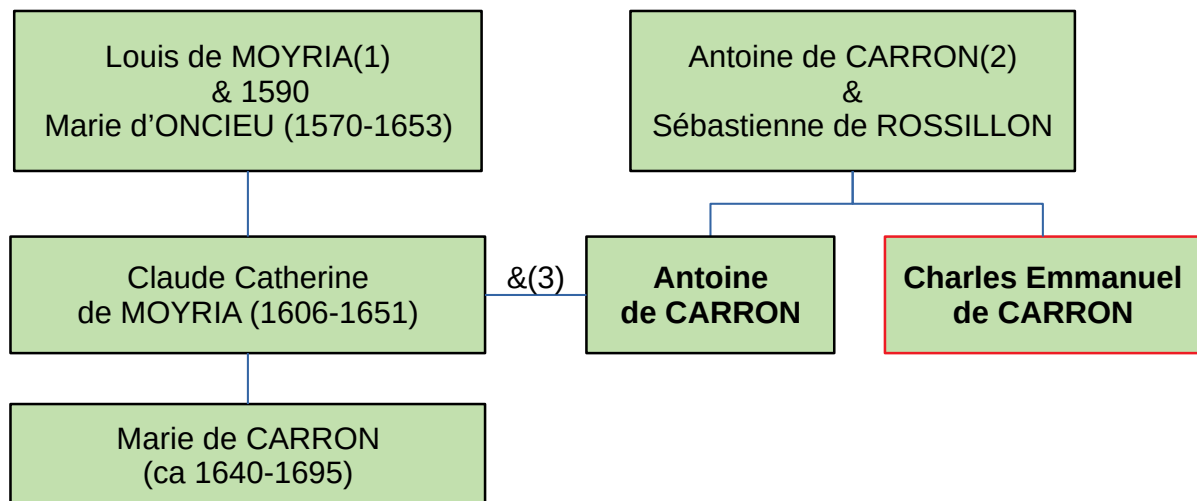 Louis de MOYRIA(1)
& 1590
Marie d’ONCIEU (1570-1653)
Antoine de CARRON(2)
&
Sébastienne de ROSSILLON
Claude Catherine
de MOYRIA (1606-1651)
&(3)
Antoine
de CARRON
Charles Emmanuel
de CARRON
Marie de CARRON
(ca 1640-1695)